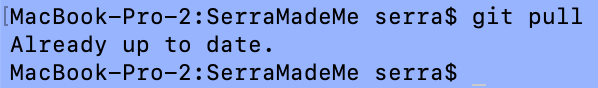 [MacBook-Pro-2:SerraMadeMe serra$ git pull
Already up to date.
MacBook-Pro-2:SerraMadeMe serra$ _